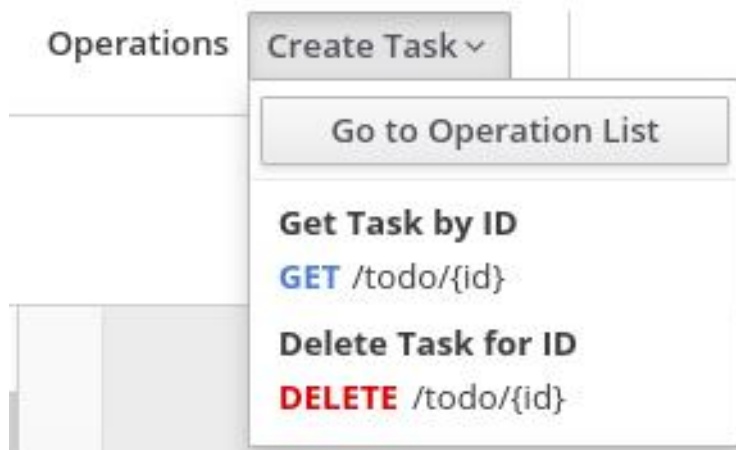 Operations Create Task
Go to Operation List
Get Task by ID
GET /todo/{id}
Delete Task for ID
DELETE /todo/{id}